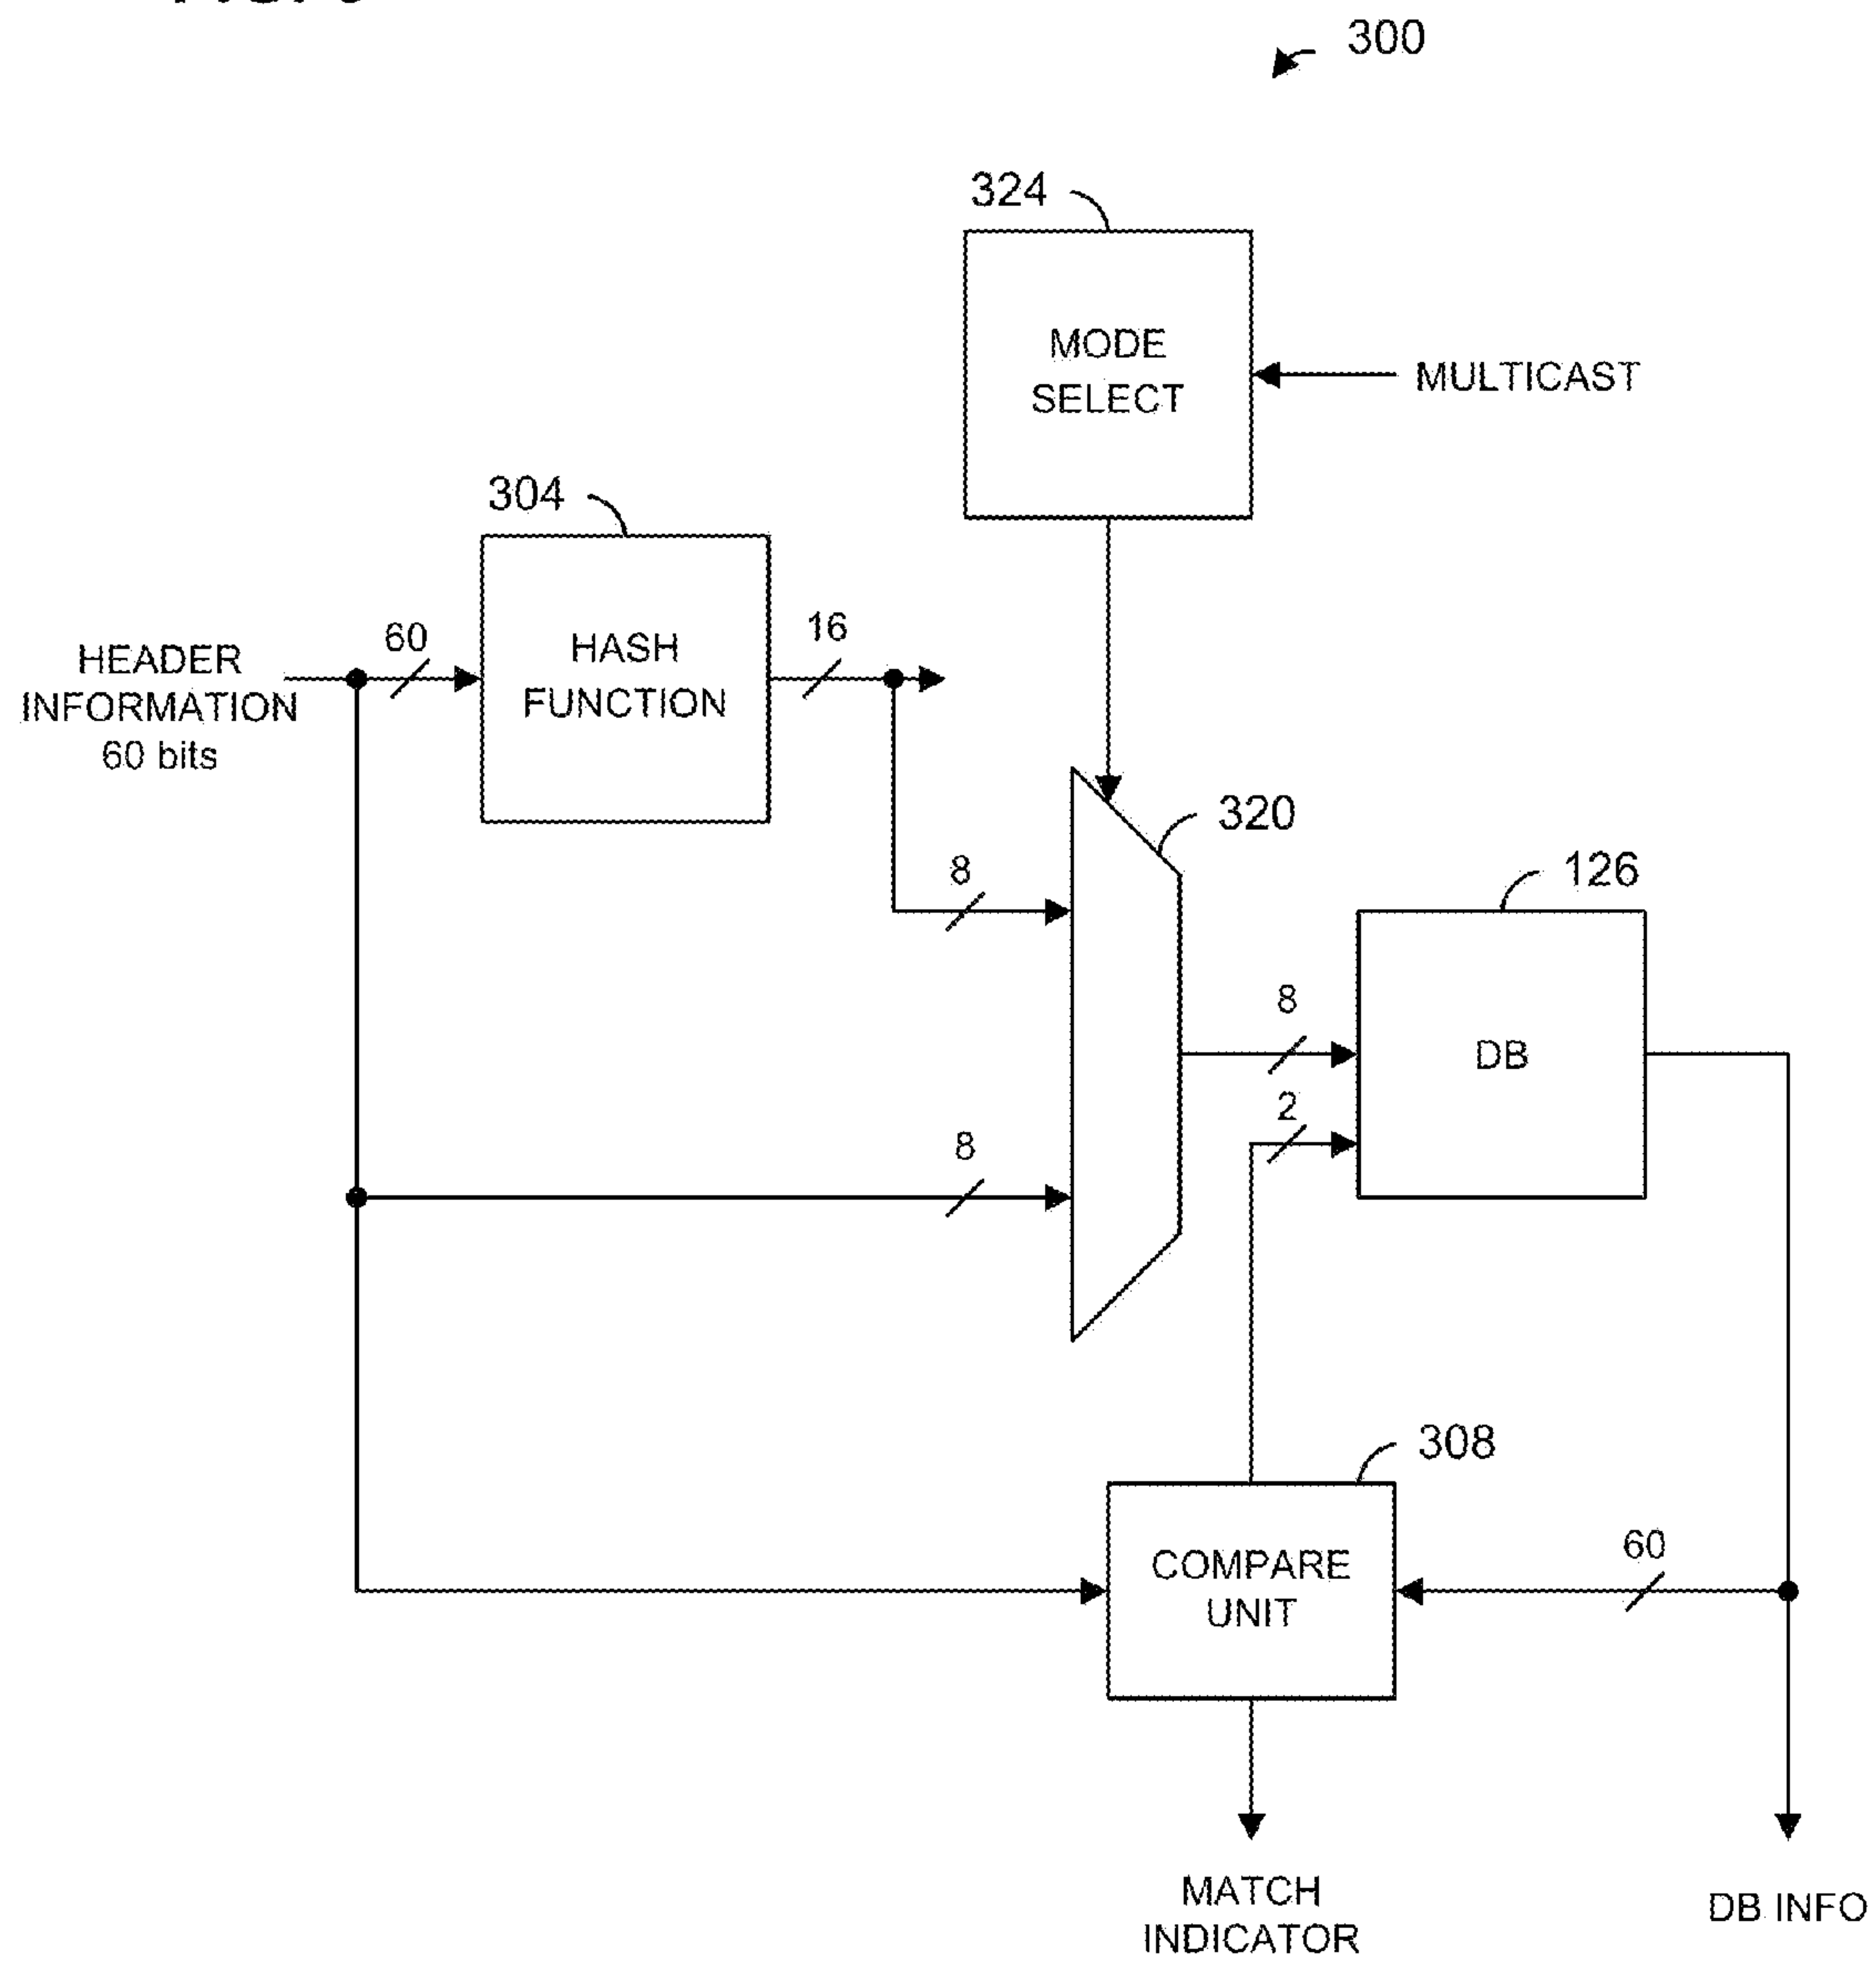 300
324
MODE
SELECT
MULTICAST
304
HASH
FUNCTION
60
16
HEADER
INFORMATION
60 bits
320
8
126
8
DB
2
8
308
COMPARE
UNIT
60
MATCH
INDICATOR
DB INFO